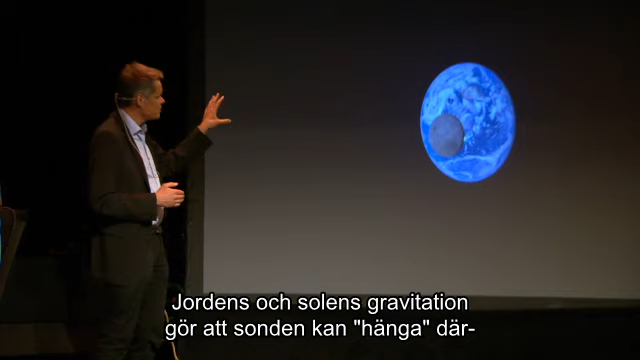 Jordens och solens gravitation
gör att sonden kan "hänga" där-